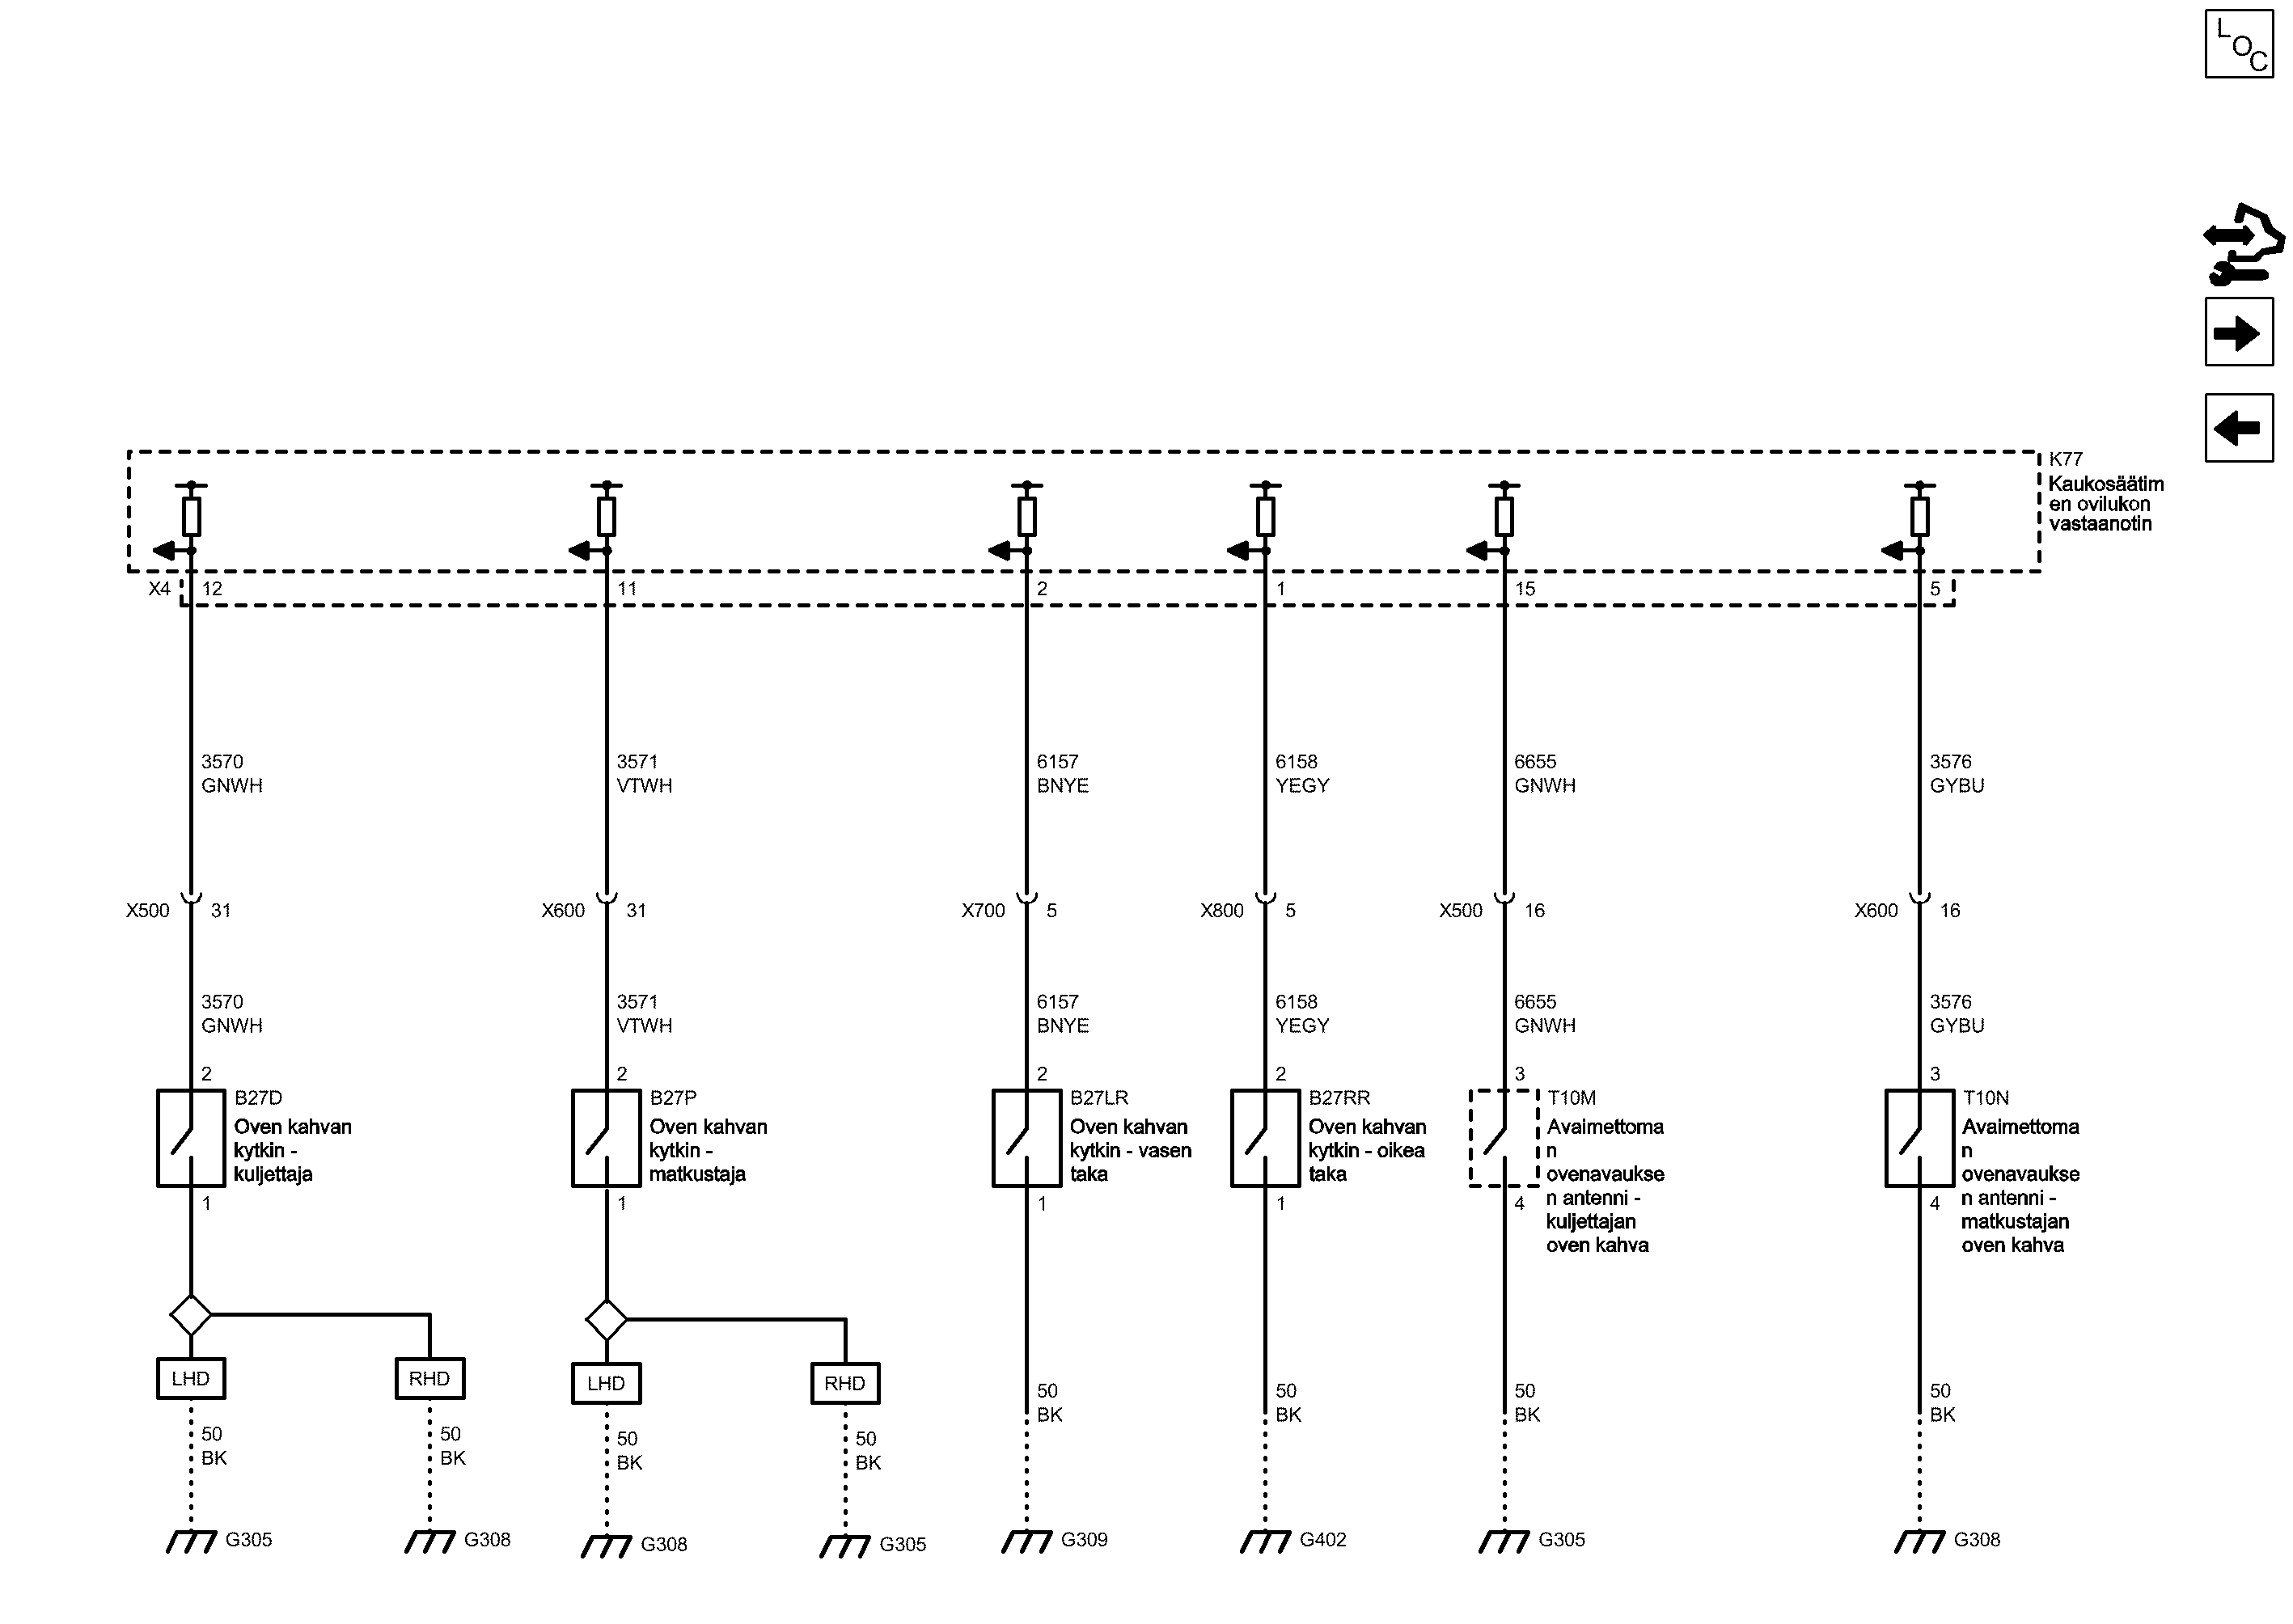 LOC
K77
Kaukosäätim
en ovilukon
vastaanotin
X4 12 11 2 1 15 5
3570 3571 6157 6158 6655 3576
GNWH VTWH BNYE YEGY GNWH GYBU
X500 31 X600 31 X700 5 X800 5 X500 16 X600 16
3570 3571 6157 6158 6655 3576
GNWH VTWH BNYE YEGY GNWH GYBU
2 2 2 2 3 3
B27D
Oven kahvan
kytkin -
kuljettaja
B27P
Oven kahvan
kytkin -
matkustaja
B27LR
Oven kahvan
kytkin - vasen
taka
B27RR
Oven kahvan
kytkin - oikea
taka
T10M
Avaimettoma
n
ovenavaukse
n antenni -
kuljettajan
oven kahva
T10N
Avaimettoma
n
ovenavaukse
n antenni -
matkustajan
oven kahva
1 1 1 1 4 4
LHD RHD LHD RHD
50 50 50 50 50 50 50 50
BK BK BK BK BK BK BK BK
G305 G308 G308 G305 G309 G402 G305 G308